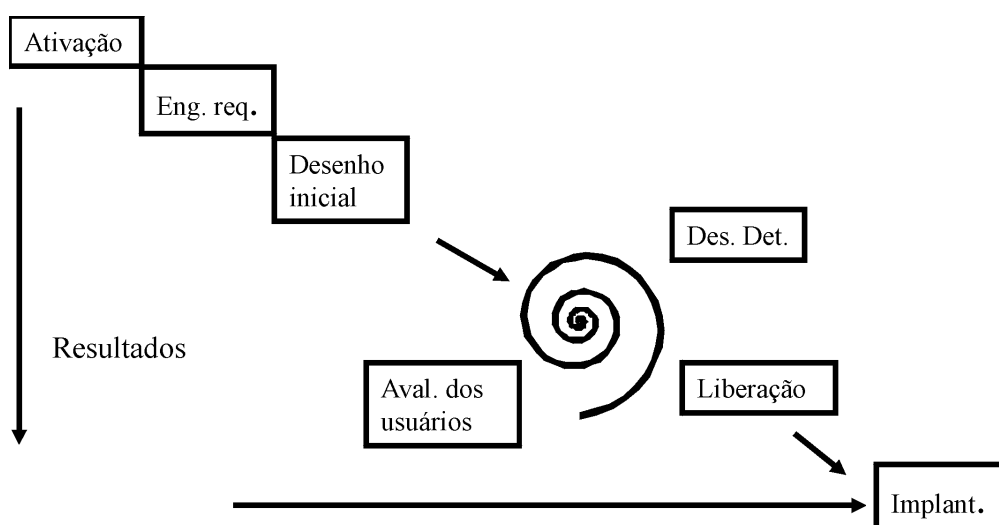 Ativação
Eng. req.
Desenho
inicial
Des. Det.
Resultados
Aval. dos
usuários
Liberação
Implant.